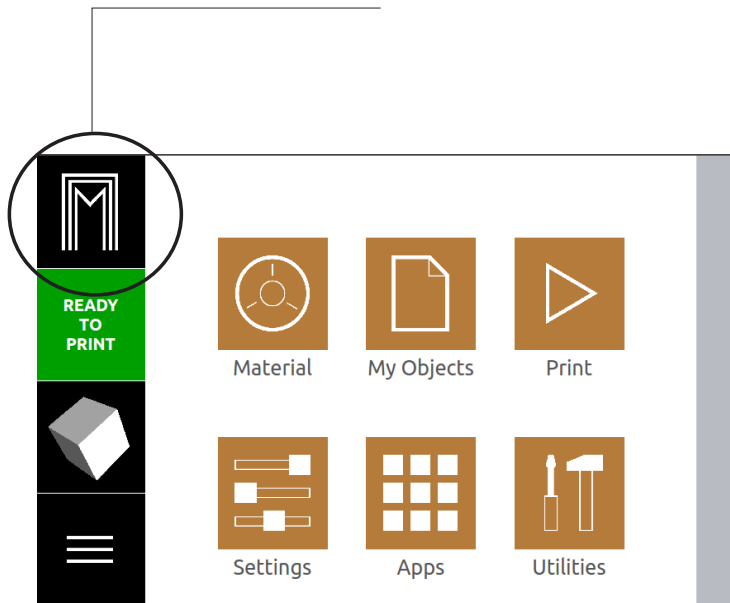 M
READY
TO
PRINT
Material
My Objects
Print
Settings
Apps
Utilities